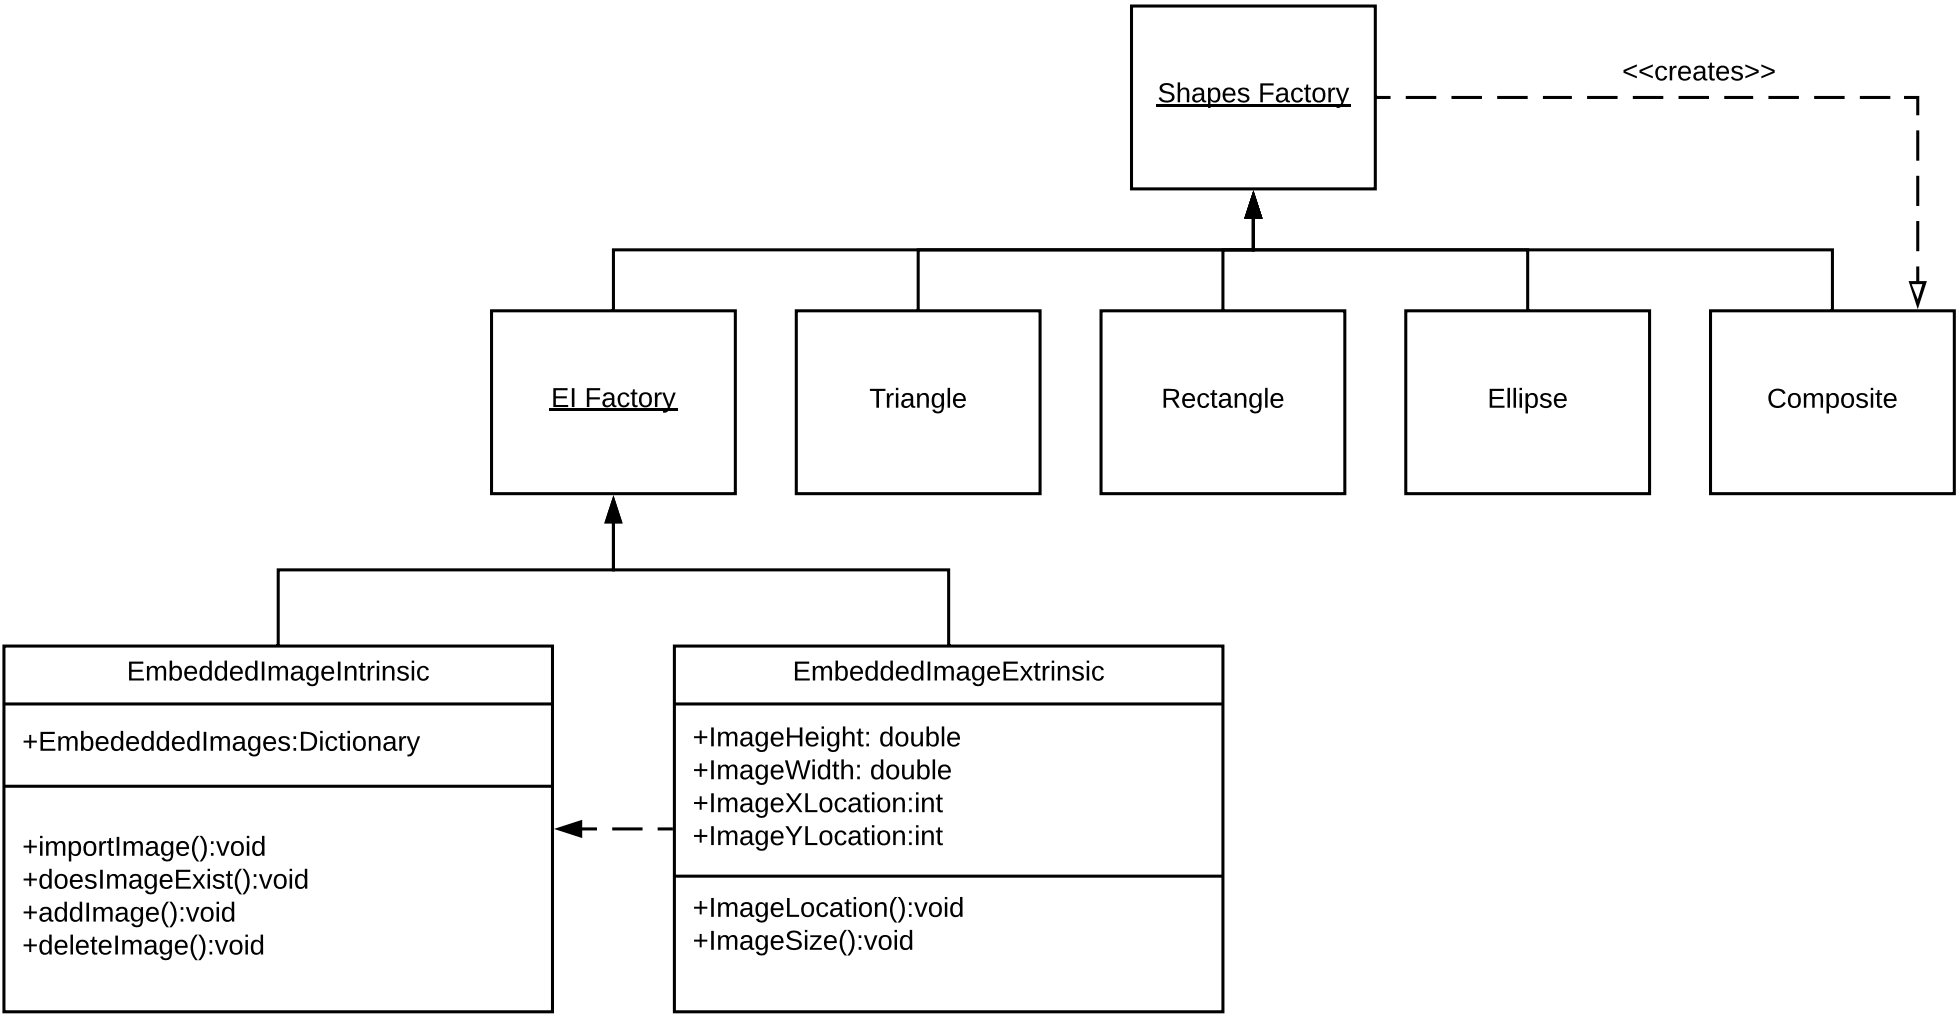 <<creates>>
Shapes Factory
EI Factory
Triangle
Rectangle
Ellipse
Composite
EmbeddedImageIntrinsic
+EmbededdedImages:Dictionary
+importImage():void
+doesImageExist():void
+addImage():void
+deleteImage():void
EmbeddedImageExtrinsic
+ImageHeight: double
+ImageWidth: double
+ImageXLocation:int
+ImageYLocation:int
+ImageLocation():void
+ImageSize():void